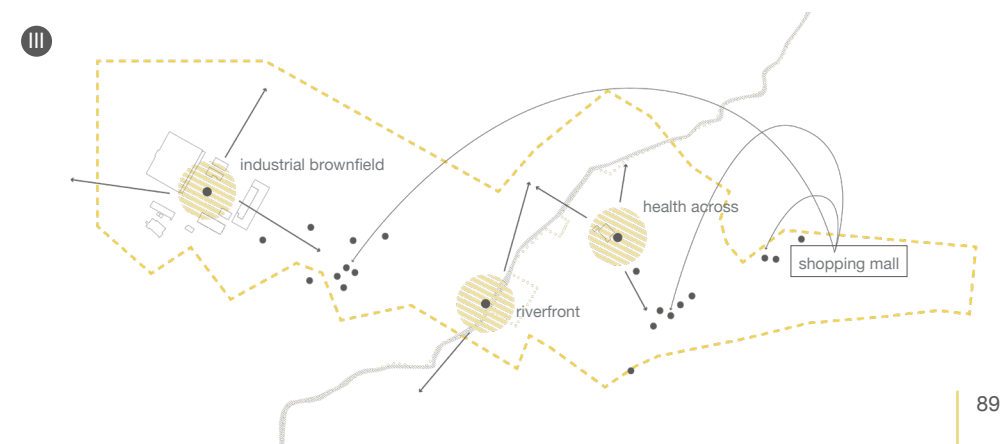 III
industrial brownfield
health across
shopping mall
riverfront
89